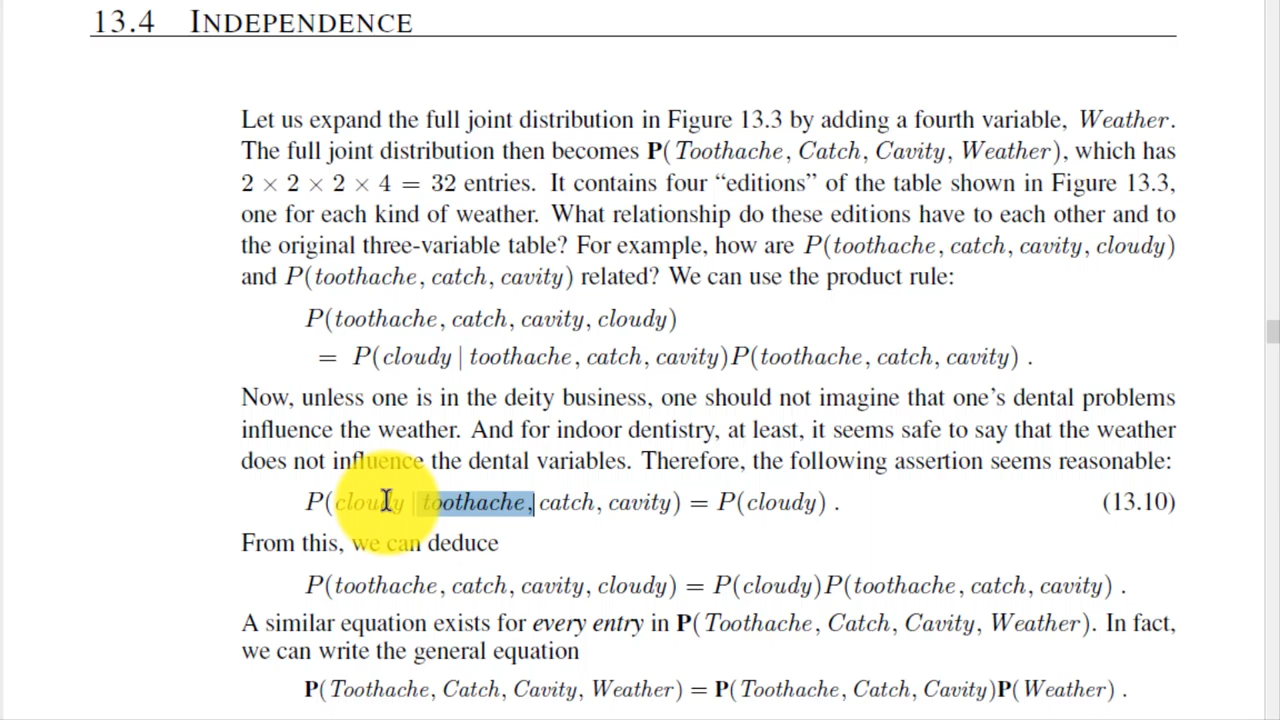 13.4 INDEPENDENCE
Let us expand the full joint distribution in Figure 13.3 by adding a fourth variable, Weather.
The full joint distribution then becomes P(Toothache, Catch, Cavity, Weather), which has
2 × 2 × 2 × 4 = 32 entries. It contains four “editions” of the table shown in Figure 13.3,
one for each kind of weather. What relationship do these editions have to each other and to
the original three-variable table? For example, how are P(toothache, catch, cavity, cloudy)
and P(toothache, catch, cavity) related? We can use the product rule:
P(toothache, catch, cavity, cloudy)
= P(cloudy | toothache, catch, cavity)P(toothache, catch, cavity) .
Now, unless one is in the deity business, one should not imagine that one’s dental problems
influence the weather. And for indoor dentistry, at least, it seems safe to say that the weather
does not influence the dental variables. Therefore, the following assertion seems reasonable:
P(cloudy | toothache, catch, cavity) = P(cloudy) . (13.10)
From this, we can deduce
P(toothache, catch, cavity, cloudy) = P(cloudy)P(toothache, catch, cavity) .
A similar equation exists for every entry in P(Toothache, Catch, Cavity, Weather). In fact,
we can write the general equation
P(Toothache, Catch, Cavity, Weather) = P(Toothache, Catch, Cavity)P(Weather) .